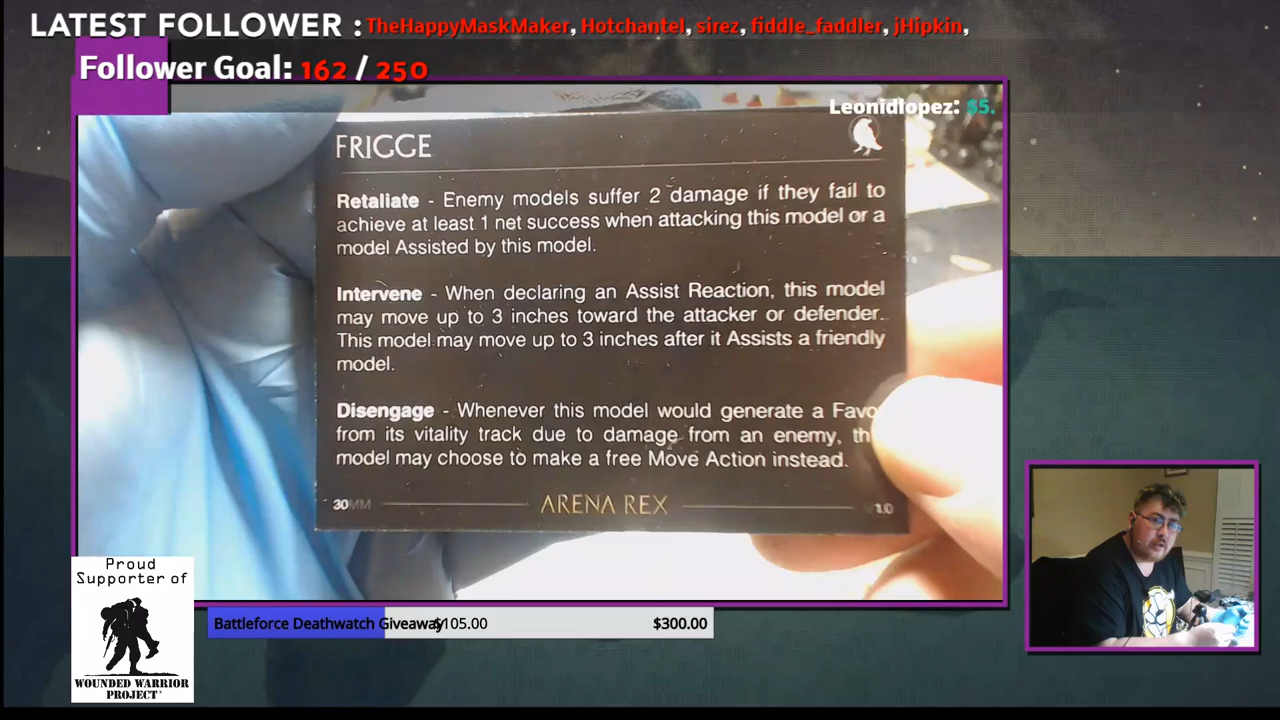 LATEST FOLLOWER : TheHappyMaskMaker, Hotchantel, sirez, fiddle_faddler, jHipkin,
Follower Goal: 162 / 250
Leonidlopez: $5.
FRIGGE
Retaliate - Enemy models suffer 2 damage if they fail to
achieve at least 1 net success when attacking this model or a
model Assisted by this model.
Intervene - When declaring an Assist Reaction, this model
may move up to 3 inches toward the attacker or defender.
This model may move up to 3 inches after it Assists a friendly
model.
Disengage - Whenever this model would generate a Favo
from its vitality track due to damage from an enemy, th
model may choose to make a free Move Action instead.
30MM ARENA REX 1.0
Proud
Supporter of
WOUNDED WARRIOR
PROJECT
Battleforce Deathwatch Giveaway $105.00 $300.00